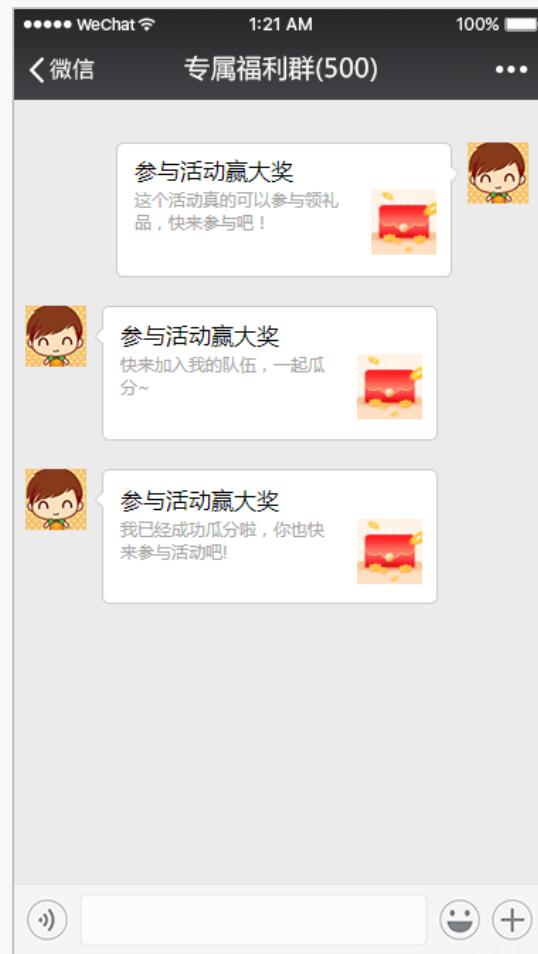 ●●●●● WeChat 1:21 AM 100%
微信 专属福利群(500)
参与活动赢大奖
这个活动真的可以参与领礼
品，快来参与吧！
参与活动赢大奖
快来加入我的队伍，一起瓜
分~
参与活动赢大奖
我已经成功瓜分啦，你也快
来参与活动吧!